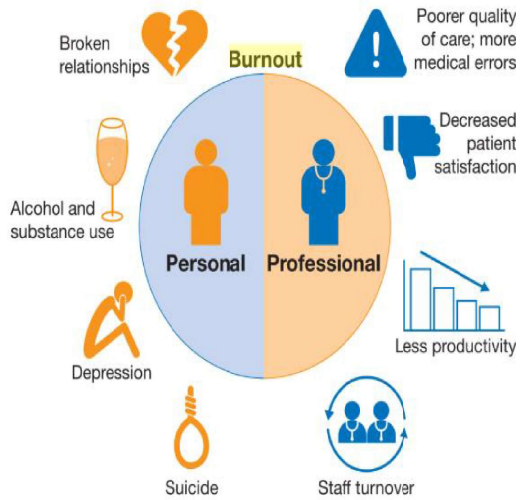 Burnout
Broken
relationships
Alcohol and
substance use
Depression
Suicide
Personal
Professional
Poorer quality
of care; more
medical errors
Decreased
patient
satisfaction
Less productivity
Staff turnover